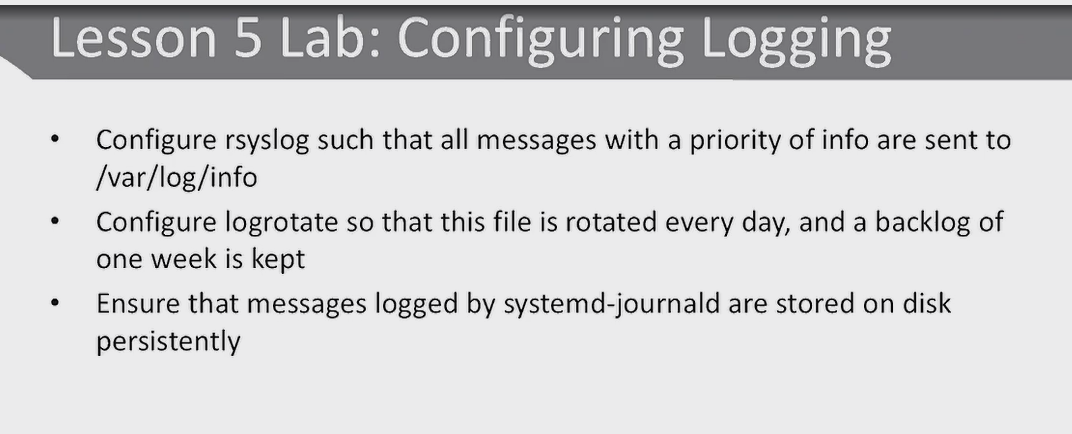 Lesson 5 Lab: Configuring Logging
• Configure rsyslog such that all messages with a priority of info are sent to
/var/log/info
• Configure logrotate so that this file is rotated every day, and a backlog of
one week is kept
• Ensure that messages logged by systemd-journald are stored on disk
persistently